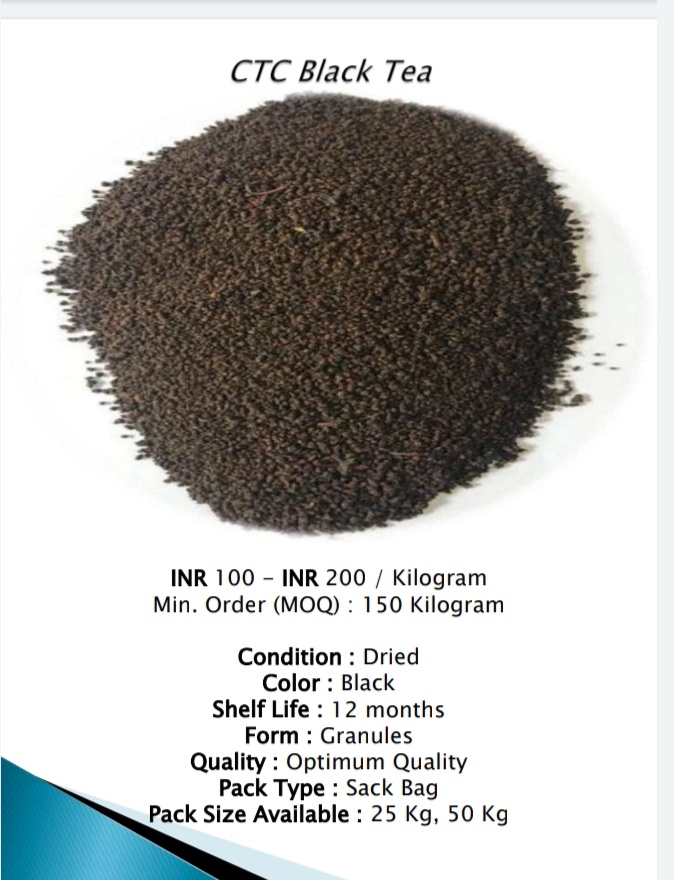 CTC Black Tea
INR 100 – INR 200 / Kilogram
Min. Order (MOQ) : 150 Kilogram
Condition : Dried
Color : Black
Shelf Life : 12 months
Form : Granules
Quality : Optimum Quality
Pack Type : Sack Bag
Pack Size Available : 25 Kg, 50 Kg